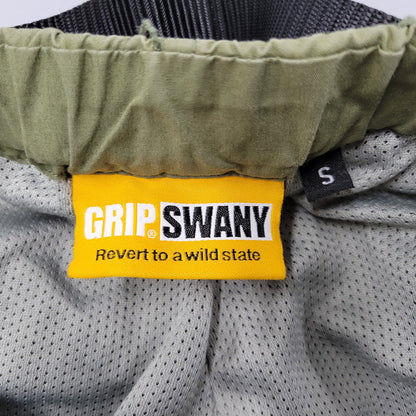 GRIP® SWANY
Revert to a wild state
S